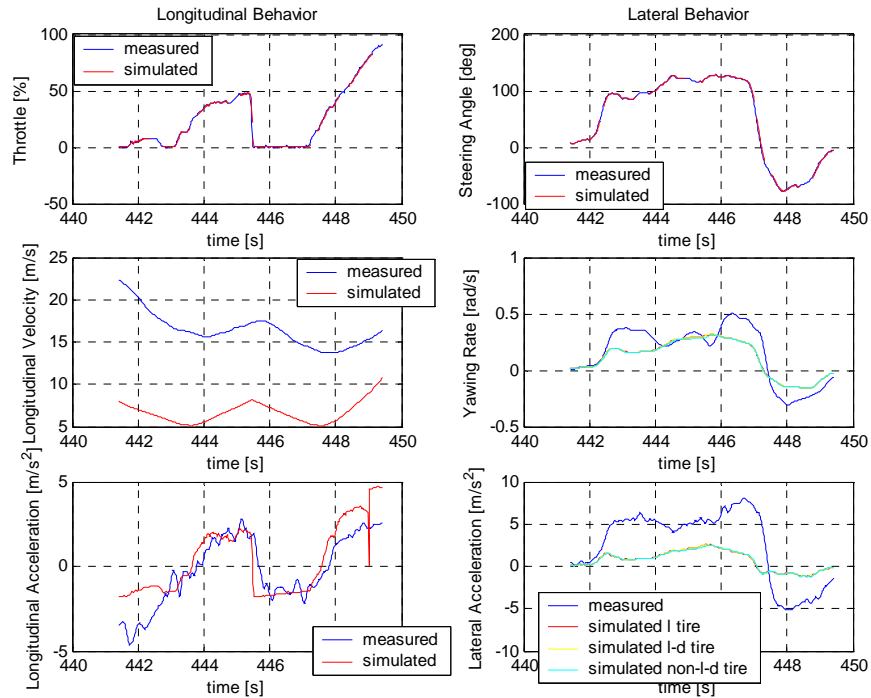 Longitudinal Behavior
100
50
0
-50
Throttle [%]
measured
simulated
440 442 444 446 448 450
time [s]
Lateral Behavior
200
100
0
-100
Steering Angle [deg]
measured
simulated
440 442 444 446 448 450
time [s]
25
20
15
10
5
Longitudinal Velocity [m/s]
measured
simulated
440 442 444 446 448 450
time [s]
1
0.5
0
-0.5
Yawing Rate [rad/s]
440 442 444 446 448 450
time [s]
5
0
-5
Longitudinal Acceleration [m/s²]
measured
simulated
440 442 444 446 448 450
time [s]
10
5
0
-5
-10
Lateral Acceleration [m/s²]
measured
simulated l tire
simulated l-d tire
simulated non-l-d tire
440 442 444 446 448 450
time [s]